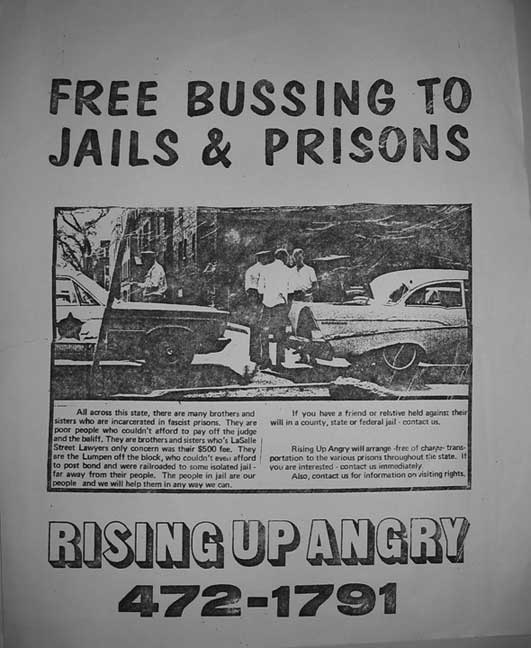 FREE BUSSING TO
JAILS & PRISONS
All across this state, there are many brothers and
sisters who are incarcerated in fascist prisons. They are
poor people who couldn't afford to pay off the judge
and the baliff. They are brothers and sisters who's LaSalle
Street Lawyers only concern was their $500 fee. They
are the Lumpen off the block, who couldn't even afford
to post bond and were railroaded to some isolated jail -
far away from their people. The people in jail are our
people and we will help them in any way we can.
If you have a friend or relstive held against their
will in a county, state or federal jail - contact us.
Rising Up Angry will arrange -free of charge- trans-
portation to the various prisons throughout the state. If
you are interested - contact us immediately
Also, contact us for information on visiting rights.
RISING UP ANGRY
472-1791